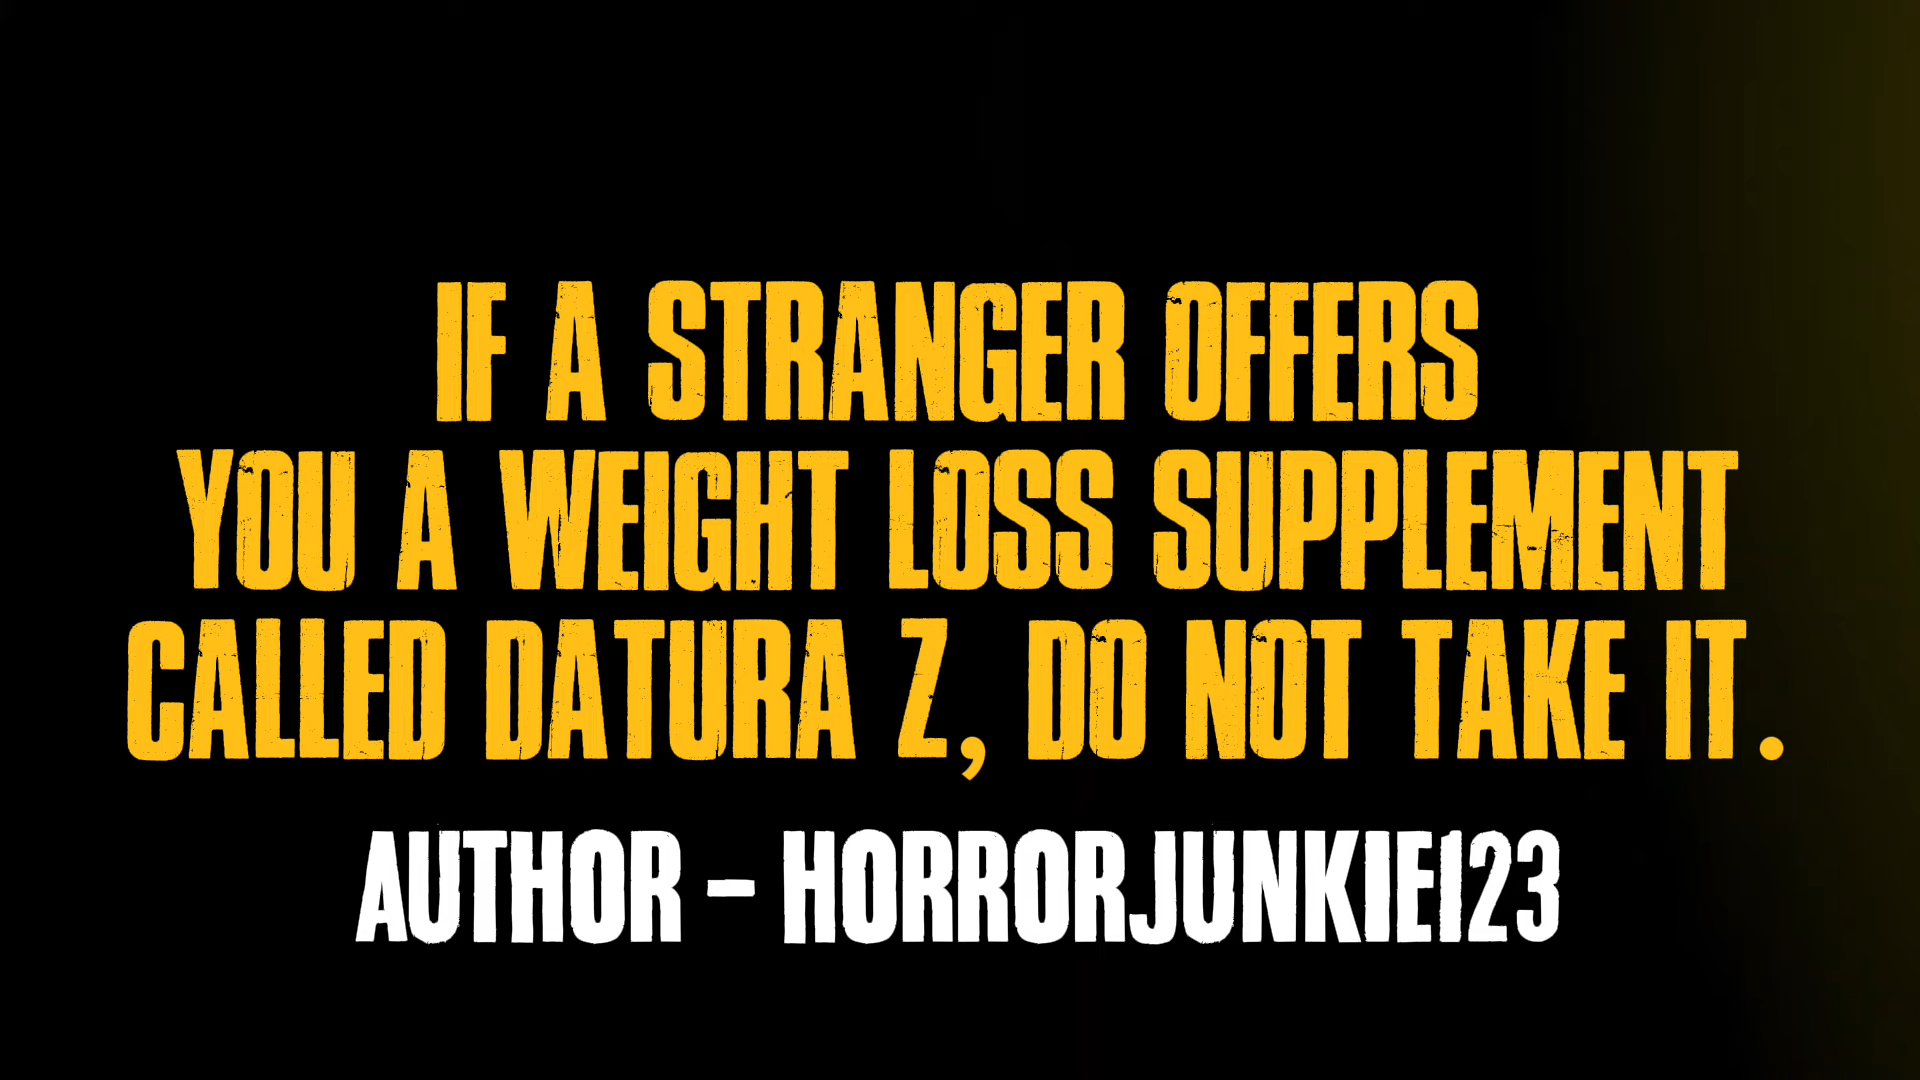 IF A STRANGER OFFERS
YOU A WEIGHT LOSS SUPPLEMENT
CALLED DATURA Z, DO NOT TAKE IT.
AUTHOR - HORRORJUNKIE123